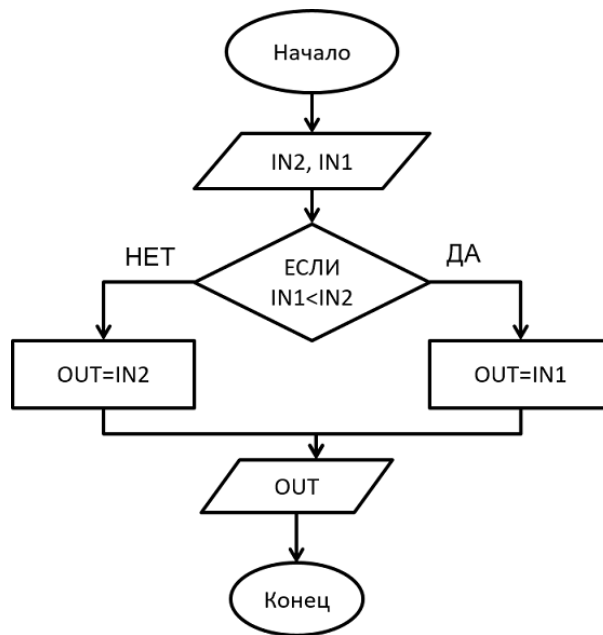 Начало
IN2, IN1
НЕТ
ЕСЛИ
IN1<IN2
ДА
OUT=IN2
OUT=IN1
OUT
Конец